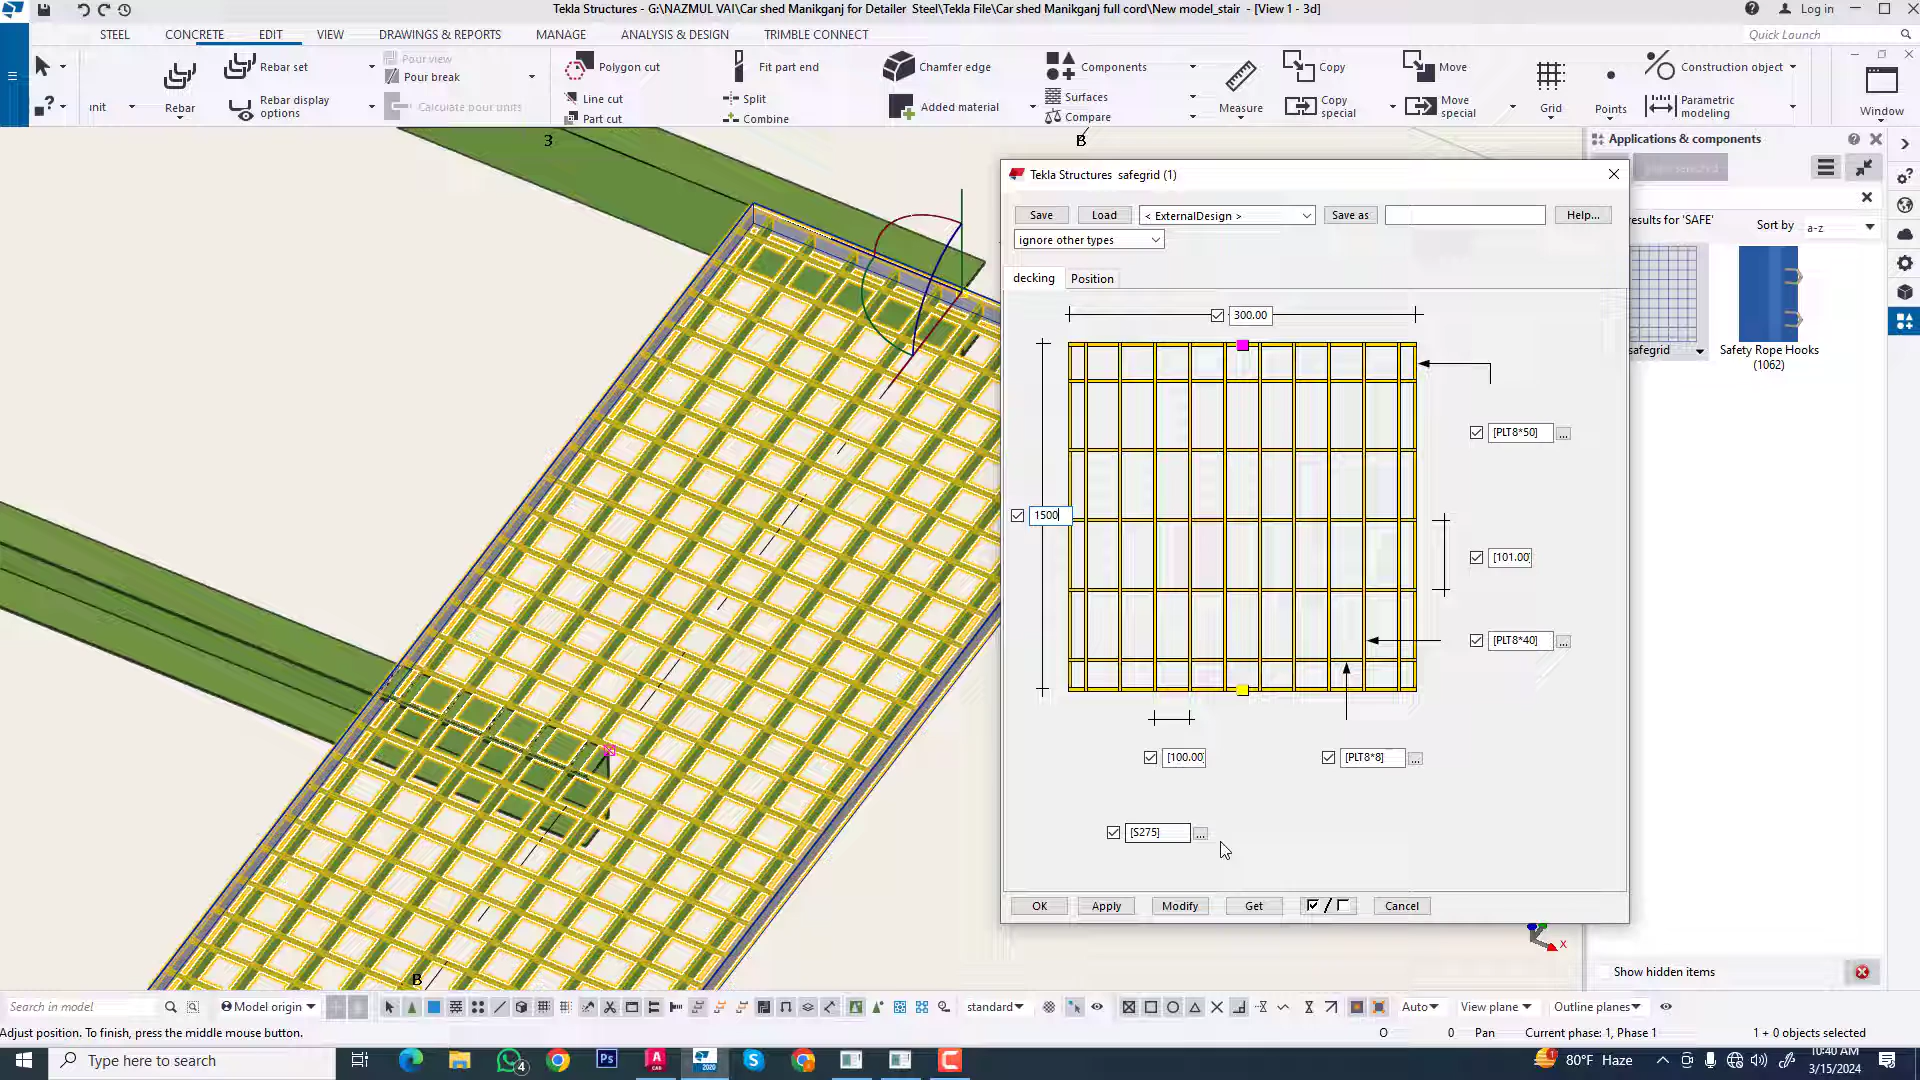 Tekla Structures - G:\NAZMUL VAI\Car shed Manikganj for Detailer Steel\Tekla File\Car shed Manikganj full cord\New model_stair - [View 1 - 3d]
Log in
STEEL CONCRETE EDIT VIEW DRAWINGS & REPORTS MANAGE ANALYSIS & DESIGN TRIMBLE CONNECT
Quick Launch
unit
Rebar
Rebar set
Rebar display options
Pour view
Pour break
Calculate pour units
Polygon cut
Line cut
Part cut
Fit part end
Split
Combine
Chamfer edge
Added material
Components
Surfaces
Compare
Measure
Copy
Copy special
Move
Move special
Grid
Points
Construction object
Parametric modeling
Window
3
B
B
Applications & components
results for 'SAFE'
Sort by a-z
safegrid
Safety Rope Hooks (1062)
Show hidden items
Tekla Structures safegrid (1)
Save Load < ExternalDesign > Save as Help...
ignore other types
decking Position
300.00
1500
[PLT8*50] ...
[101.00]
[PLT8*40] ...
[100.00]
[PLT8*8] ...
[S275] ...
OK Apply Modify Get / Cancel
x
Search in model
Model origin
standard
Auto
View plane
Outline planes
Adjust position. To finish, press the middle mouse button.
O 0 Pan Current phase: 1, Phase 1 1 + 0 objects selected
Type here to search
4
Ps
2020
80°F Haze
10:40 AM
3/15/2024